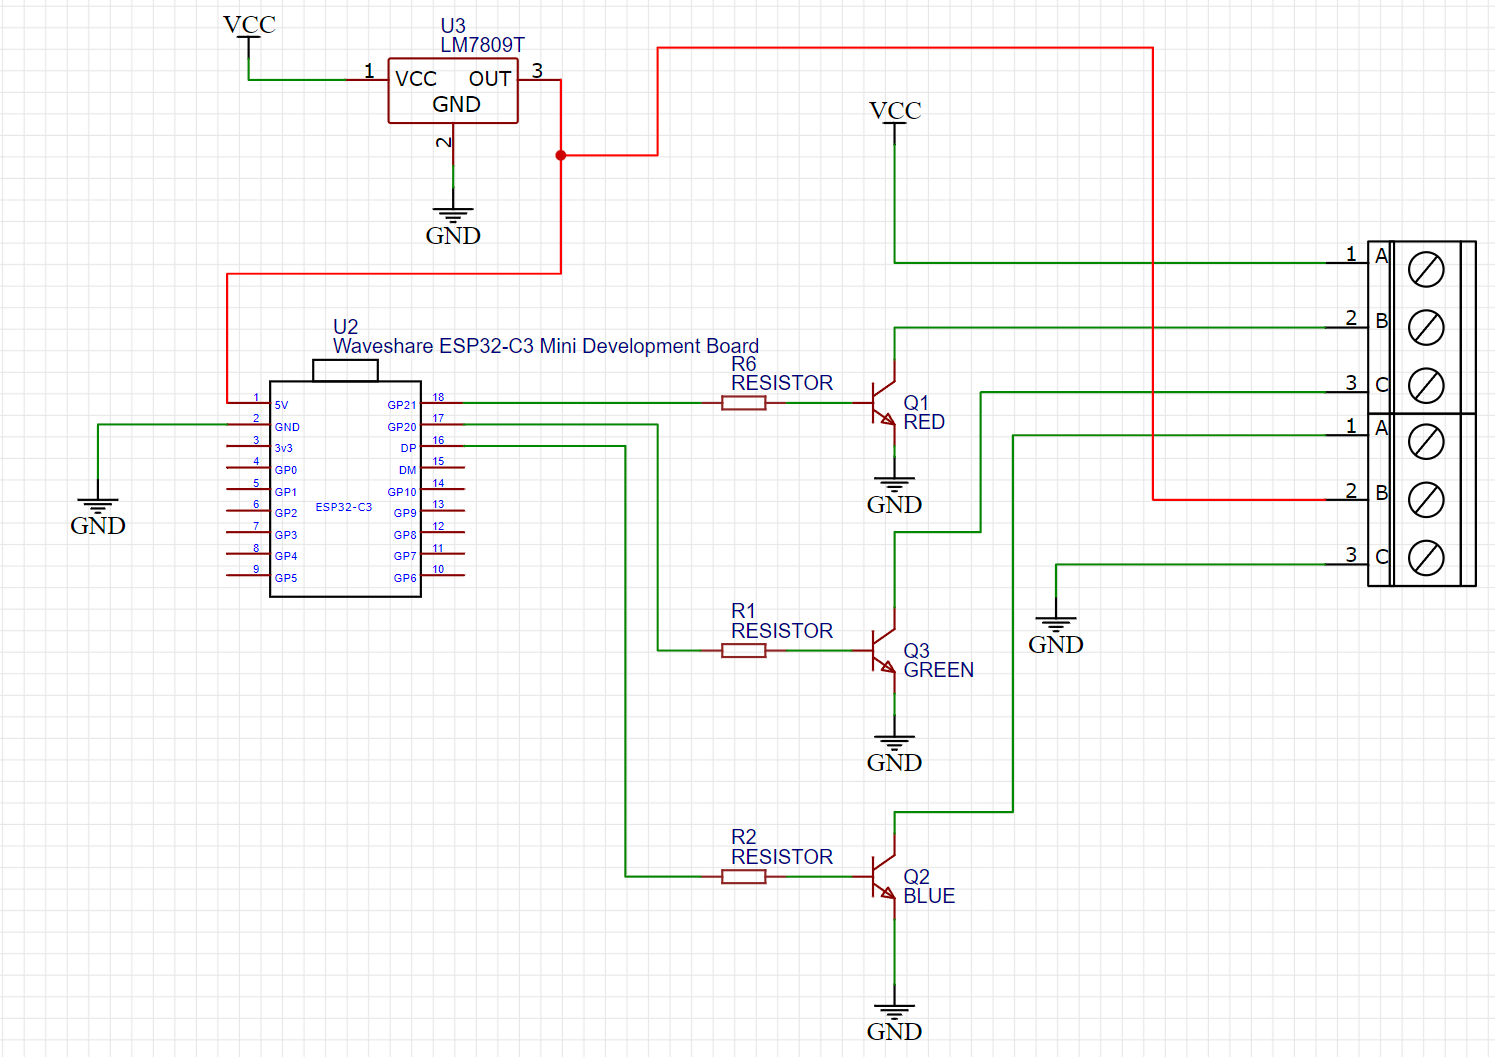 VCC
U3
LM7809T
1 VCC OUT 3
GND
2
GND
VCC
U2
Waveshare ESP32-C3 Mini Development Board
1 5V GP21 18
2 GND GP20 17
3 3v3 DP 16
4 GP0 DM 15
5 GP1 GP10 14
6 GP2 ESP32-C3 GP9 13
7 GP3 GP8 12
8 GP4 GP7 11
9 GP5 GP6 10
GND
R6
RESISTOR
Q1
RED
GND
R1
RESISTOR
Q3
GREEN
GND
R2
RESISTOR
Q2
BLUE
GND
1 A
2 B
3 C
1 A
2 B
3 C
GND